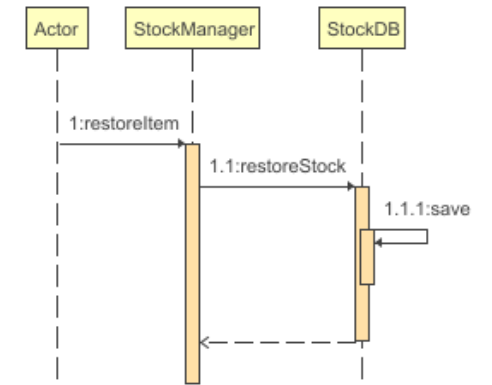 Actor
StockManager
StockDB
1:restoreItem
1.1:restoreStock
1.1.1:save